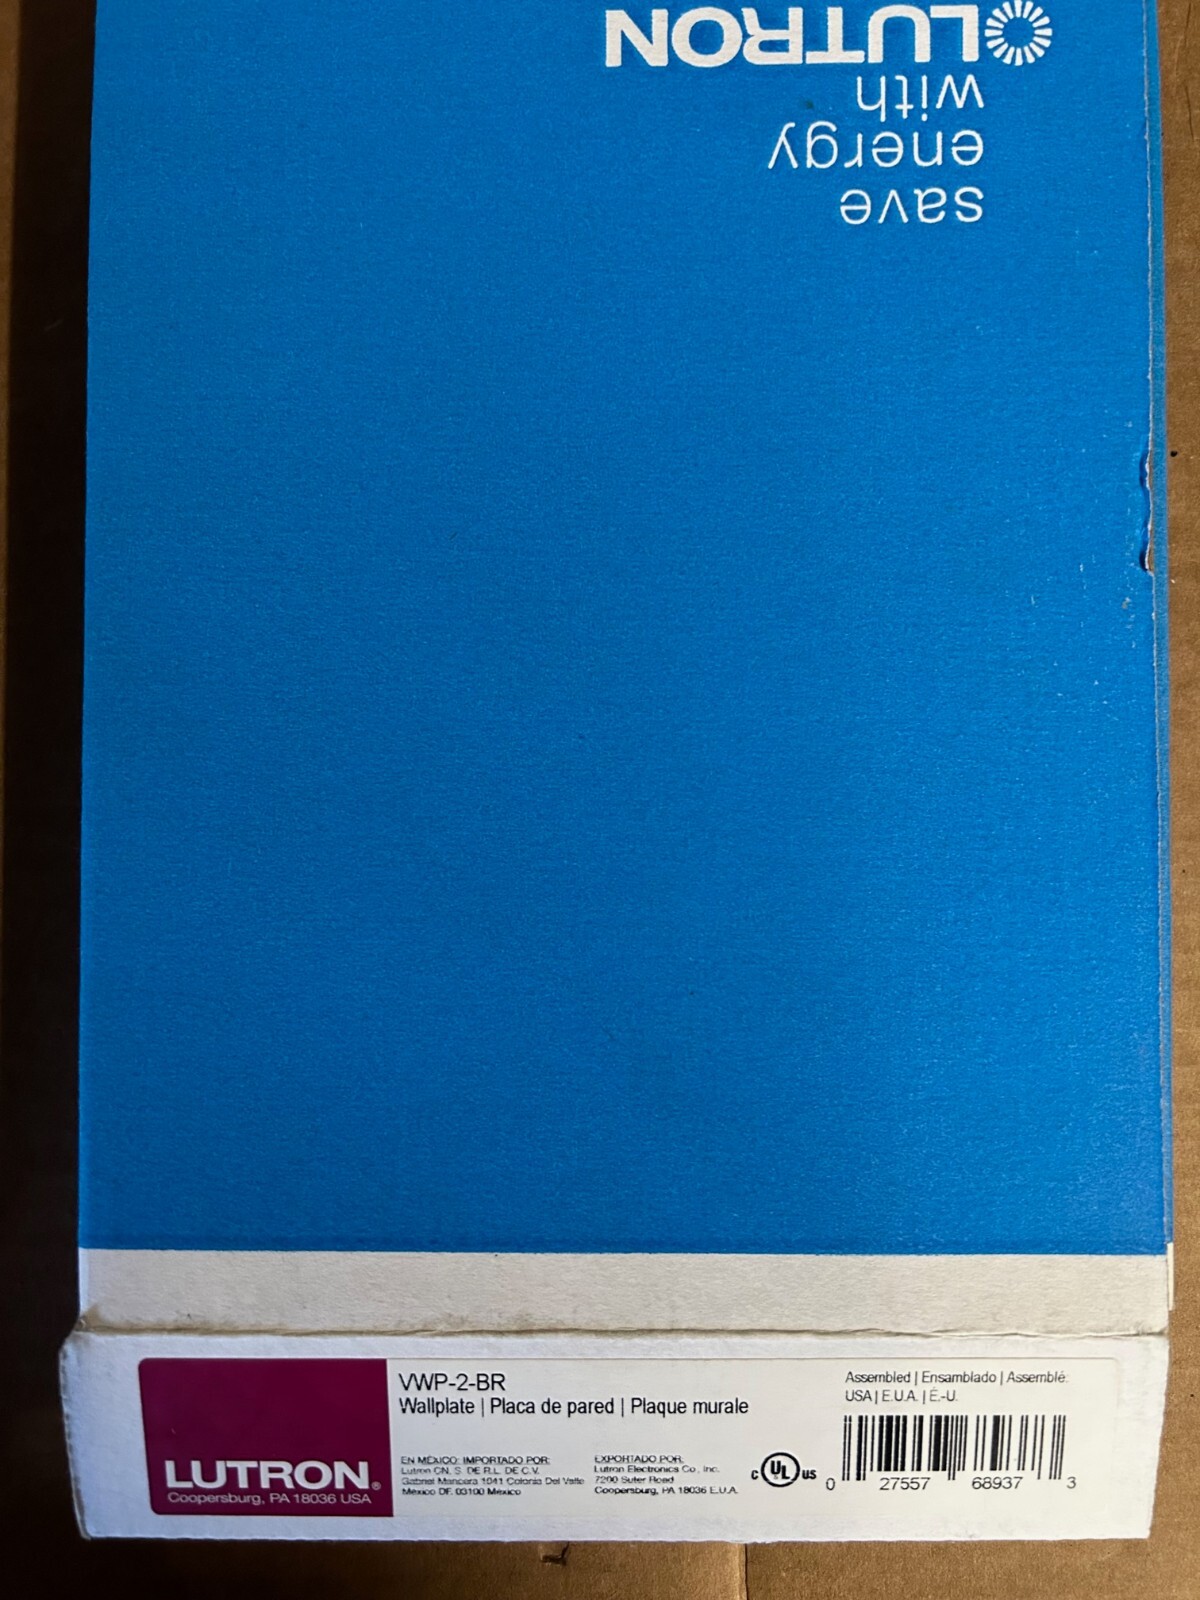 LUTRON
save
energy
with
VWP-2-BR
Wallplate | Placa de pared | Plaque murale
EN MÉXICO: IMPORTADO POR:
Lutron CN. S. DE R.L. DE C.V.
Gabriel Mancera 1041 Colonia Del Valle
Mexico DF. 03100 Mexico
EXPORTADO POR:
Lutron Electronics Co., Inc.
7200 Suter Road
Coopersburg, PA 18036 E.U.A.
C UL US
Assembled | Ensamblado | Assemblé:
USA | E.U.A. | É.-U.
0 27557 68937 3
LUTRON®
Coopersburg, PA 18036 USA